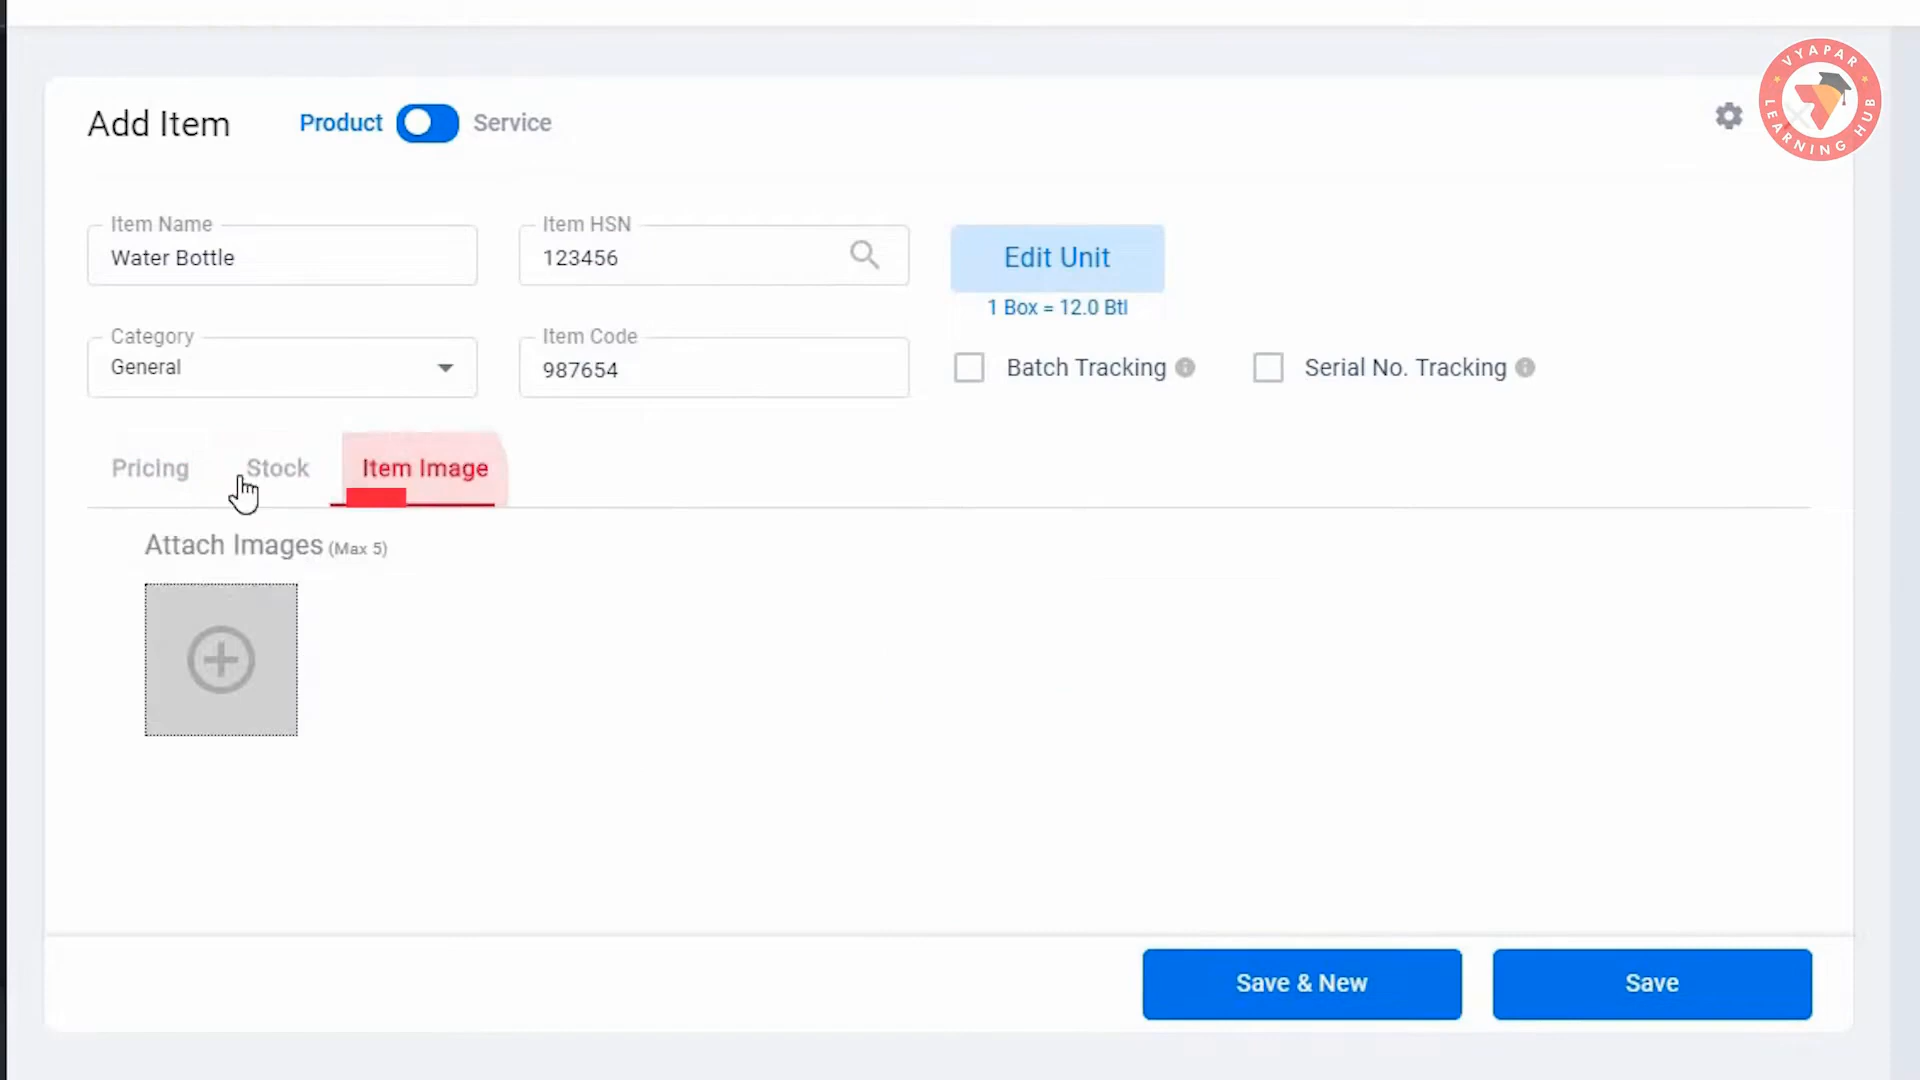 VYAPAR LEARNING HUB
Add Item Product Service
Item Name Item HSN
Water Bottle 123456 Edit Unit
1 Box = 12.0 Btl
Category Item Code
General 987654 Batch Tracking Serial No. Tracking
Pricing Stock Item Image
Attach Images (Max 5)
Save & New Save